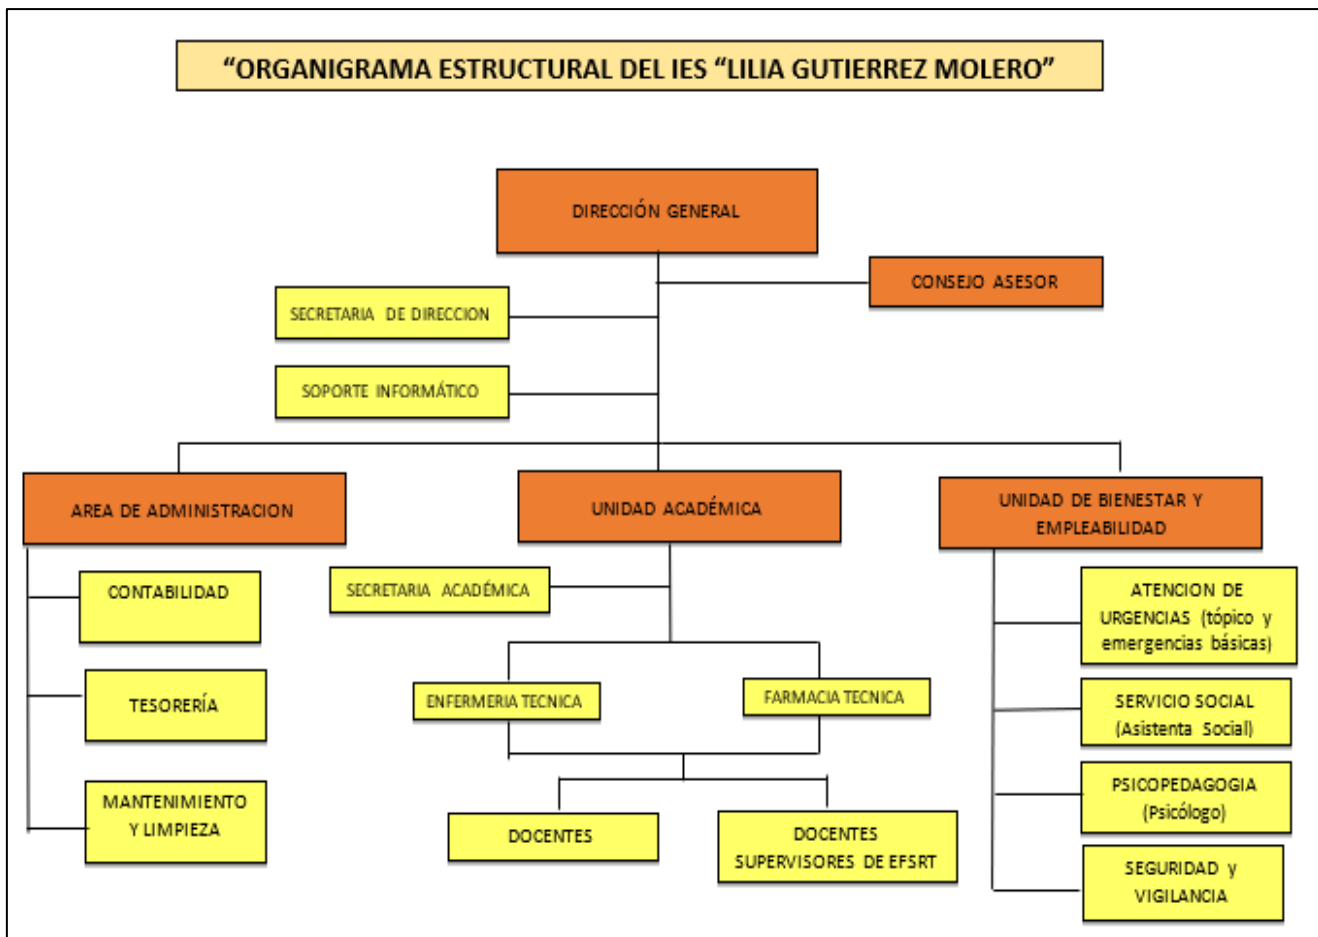 “ORGANIGRAMA ESTRUCTURAL DEL IES “LILIA GUTIERREZ MOLERO”
DIRECCIÓN GENERAL
CONSEJO ASESOR
SECRETARIA DE DIRECCION
SOPORTE INFORMÁTICO
AREA DE ADMINISTRACION
UNIDAD ACADÉMICA
UNIDAD DE BIENESTAR Y
EMPLEABILIDAD
CONTABILIDAD
TESORERÍA
MANTENIMIENTO
Y LIMPIEZA
SECRETARIA ACADÉMICA
ENFERMERIA TECNICA
FARMACIA TECNICA
DOCENTES
DOCENTES
SUPERVISORES DE EFSRT
ATENCION DE
URGENCIAS (tópico y
emergencias básicas)
SERVICIO SOCIAL
(Asistenta Social)
PSICOPEDAGOGIA
(Psicólogo)
SEGURIDAD y
VIGILANCIA